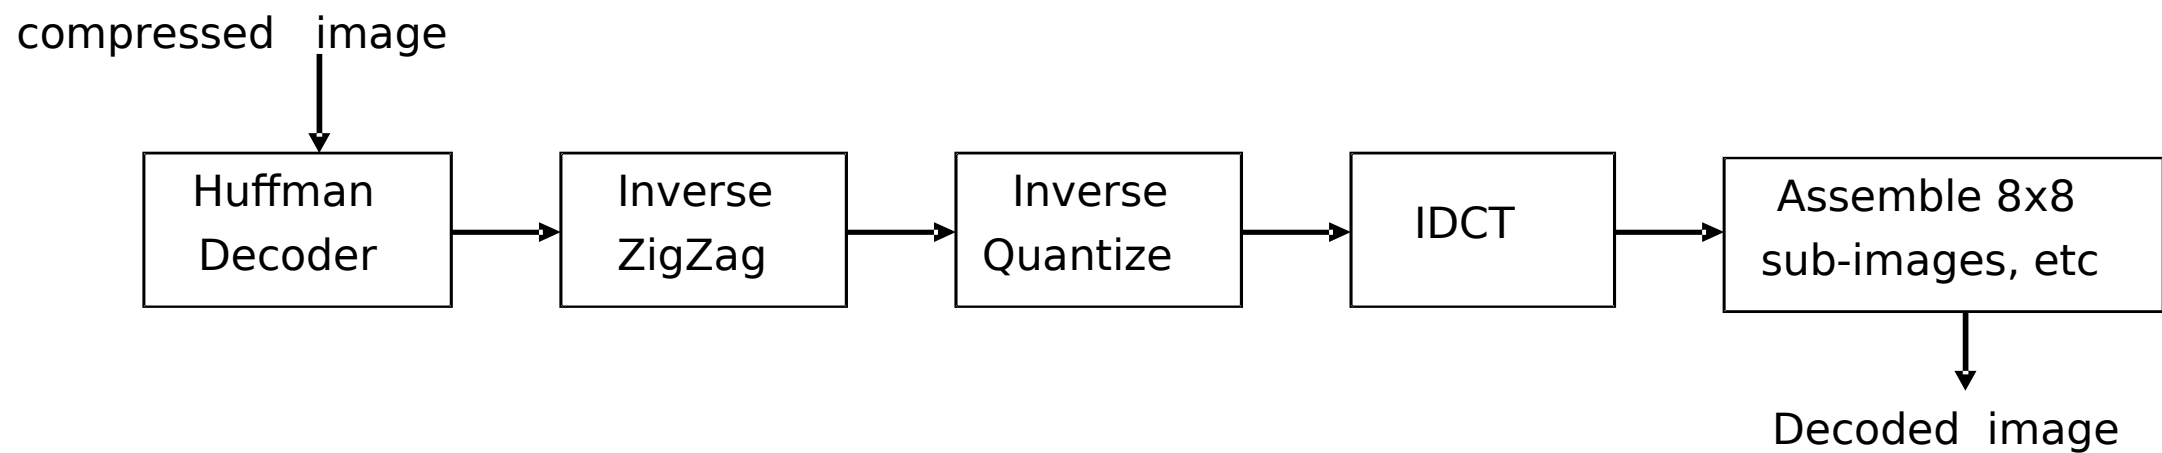 compressed image
Huffman
Decoder
Inverse
ZigZag
Inverse
Quantize
IDCT
Assemble 8x8
sub-images, etc
Decoded image